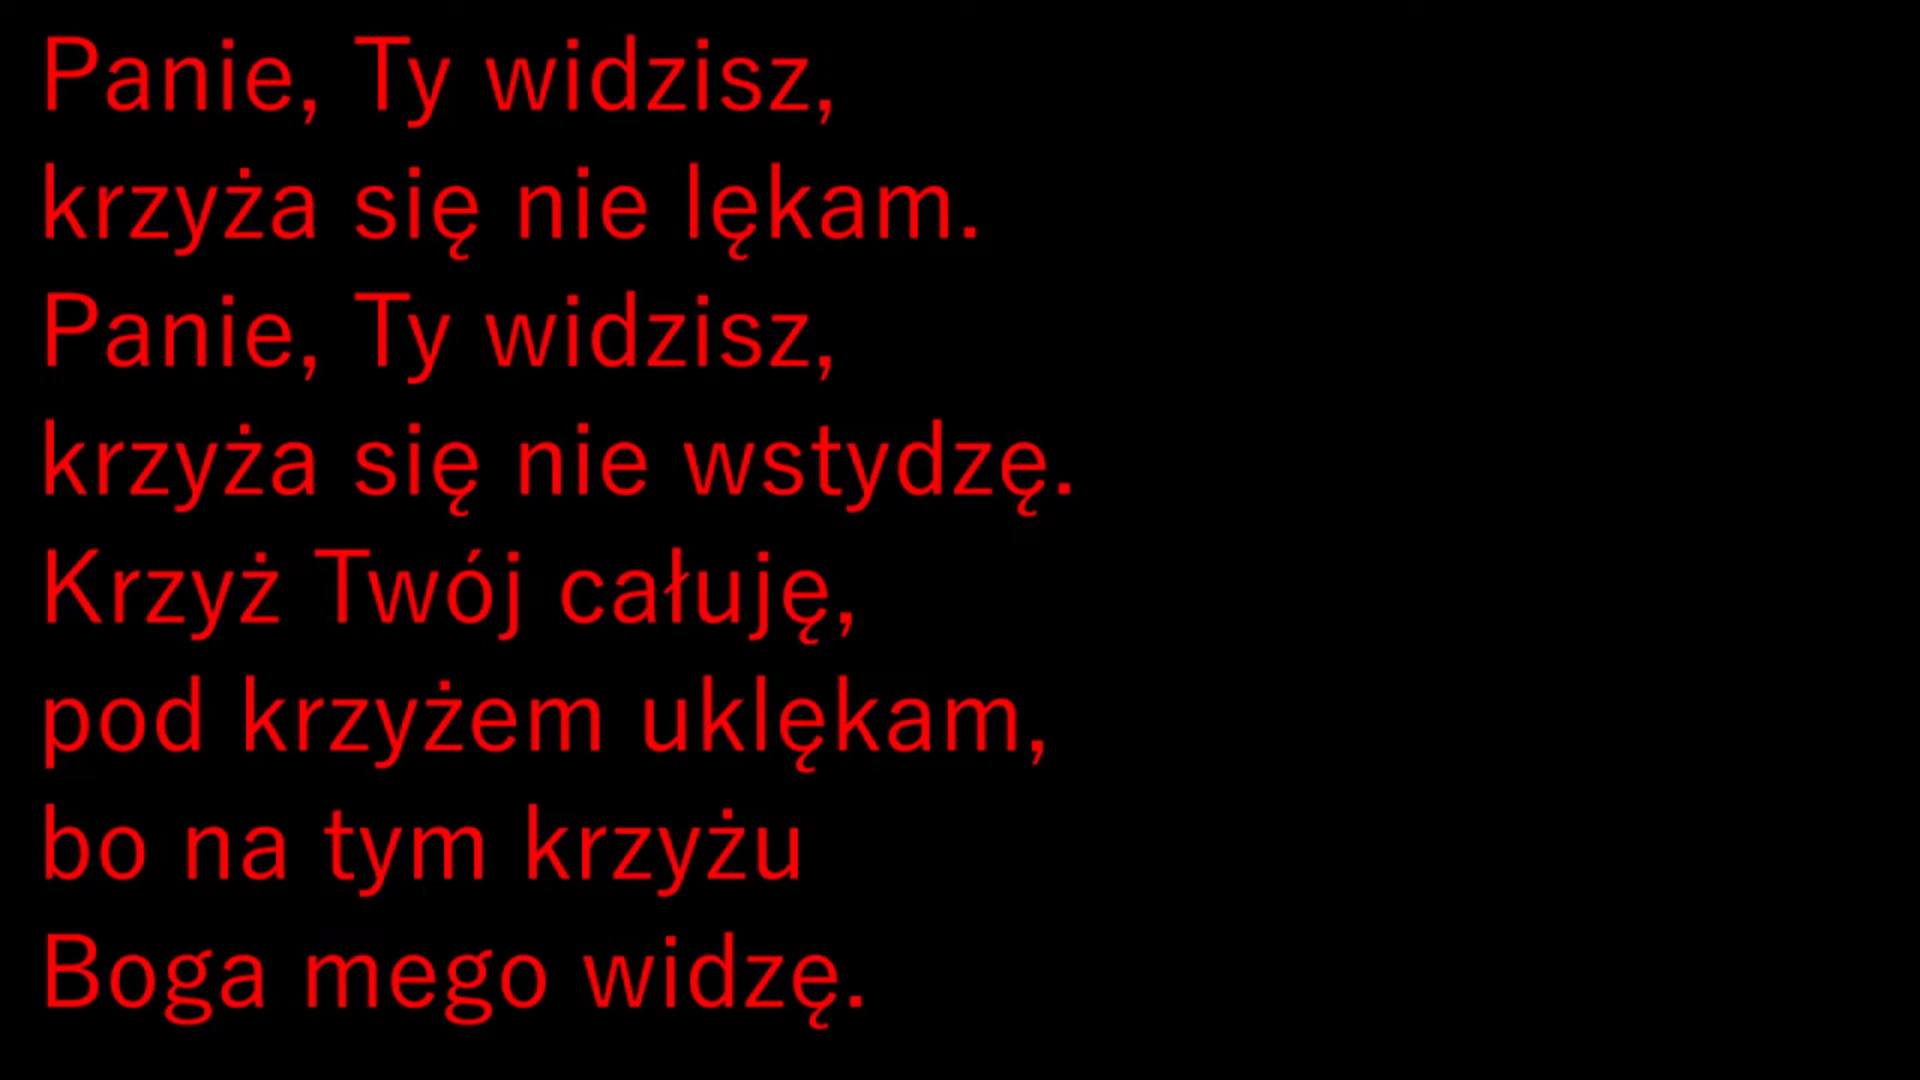 Panie, Ty widzisz,
krzyża się nie lękam.
Panie, Ty widzisz,
krzyża się nie wstydzę.
Krzyż Twój całuję,
pod krzyżem uklękam,
bo na tym krzyżu
Boga mego widzę.